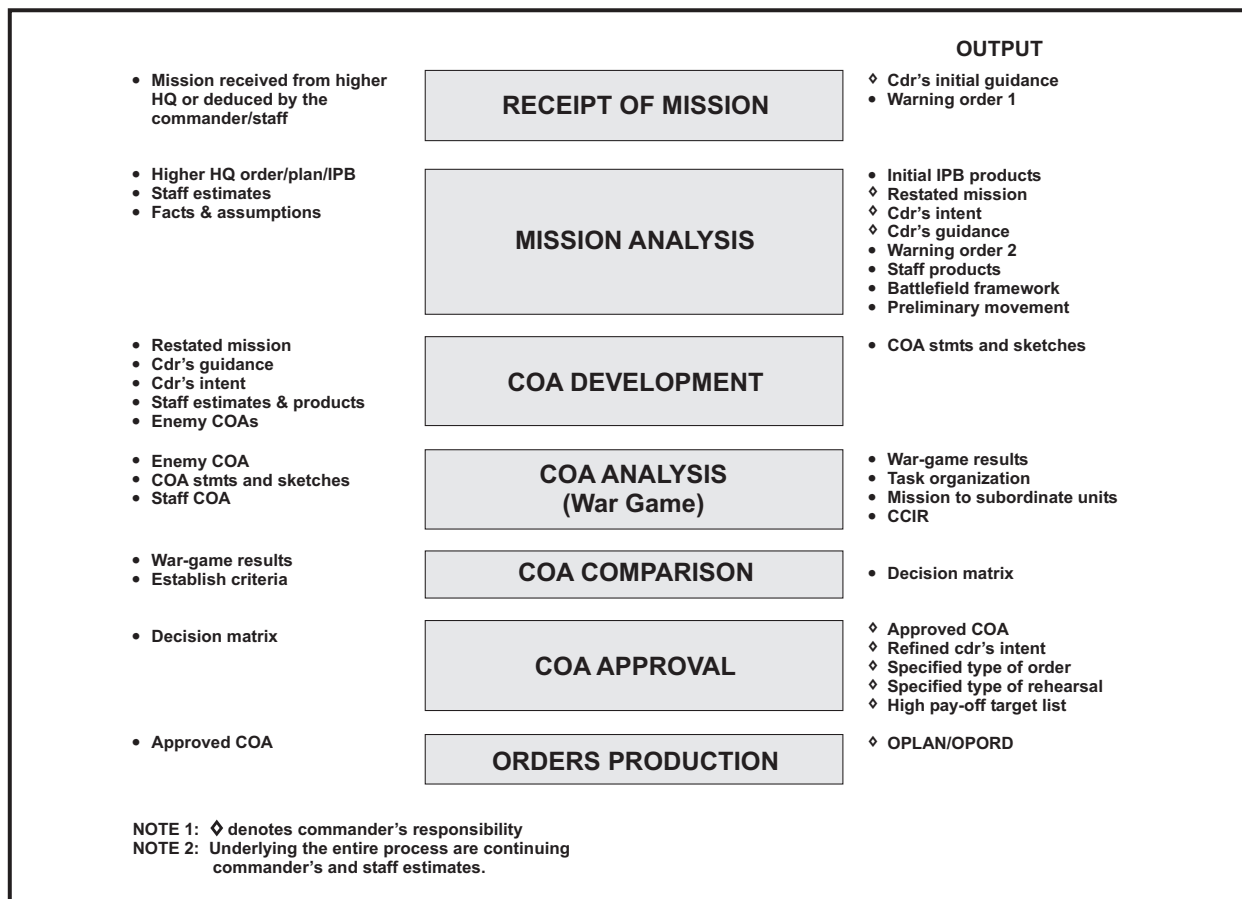 OUTPUT
• Mission received from higher
HQ or deduced by the
commander/staff
RECEIPT OF MISSION
◊ Cdr's initial guidance
• Warning order 1
• Higher HQ order/plan/IPB
• Staff estimates
• Facts & assumptions
MISSION ANALYSIS
• Initial IPB products
◊ Restated mission
◊ Cdr's intent
◊ Cdr's guidance
• Warning order 2
• Staff products
• Battlefield framework
• Preliminary movement
• Restated mission
• Cdr's guidance
• Cdr's intent
• Staff estimates & products
• Enemy COAs
COA DEVELOPMENT
• COA stmts and sketches
• Enemy COA
• COA stmts and sketches
• Staff COA
COA ANALYSIS
(War Game)
• War-game results
• Task organization
• Mission to subordinate units
• CCIR
• War-game results
• Establish criteria
COA COMPARISON
• Decision matrix
• Decision matrix
COA APPROVAL
◊ Approved COA
◊ Refined cdr's intent
◊ Specified type of order
◊ Specified type of rehearsal
◊ High pay-off target list
• Approved COA
ORDERS PRODUCTION
◊ OPLAN/OPORD
NOTE 1: ◊ denotes commander's responsibility
NOTE 2: Underlying the entire process are continuing
commander's and staff estimates.